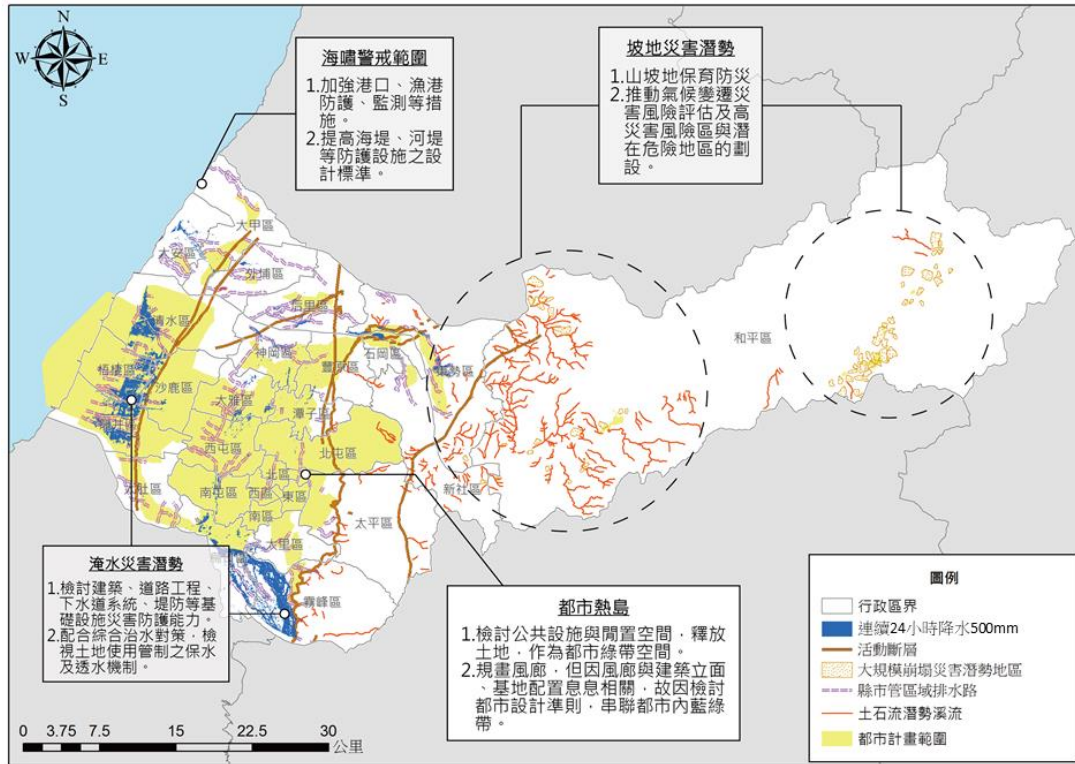 N
W
E
S
海嘯警戒範圍
1.加強港口、漁港
防護、監測等措
施。
2.提高海堤、河堤
等防護設施之設
計標準。
坡地災害潛勢
1.山坡地保育防災
2.推動氣候變遷災
害風險評估及高
災害風險區與潛
在危險地區的劃
設。
大甲區
大安區
外埔區
后里區
清水區
神岡區
石岡區
豐原區
東勢區
和平區
梧棲區
沙鹿區
大雅區
潭子區
龍井區
西屯區
北屯區
北區
新社區
大肚區
南屯區
西區
東區
南區
太平區
大里區
霧峰區
淹水災害潛勢
1.檢討建築、道路工程、
下水道系統、堤防等基
礎設施災害防護能力。
2.配合綜合治水對策，檢
視土地使用管制之保水
及透水機制。
都市熱島
1.檢討公共設施與閒置空間，釋放
土地，作為都市綠帶空間。
2.規畫風廊，但因風廊與建築立面
、基地配置息息相關，故因檢討
都市設計準則，串聯都市內藍綠
帶。
圖例
行政區界
連續24小時降水500mm
活動斷層
大規模崩塌災害潛勢地區
縣市管區域排水路
土石流潛勢溪流
都市計畫範圍
0 3.75 7.5 15 22.5 30
公里